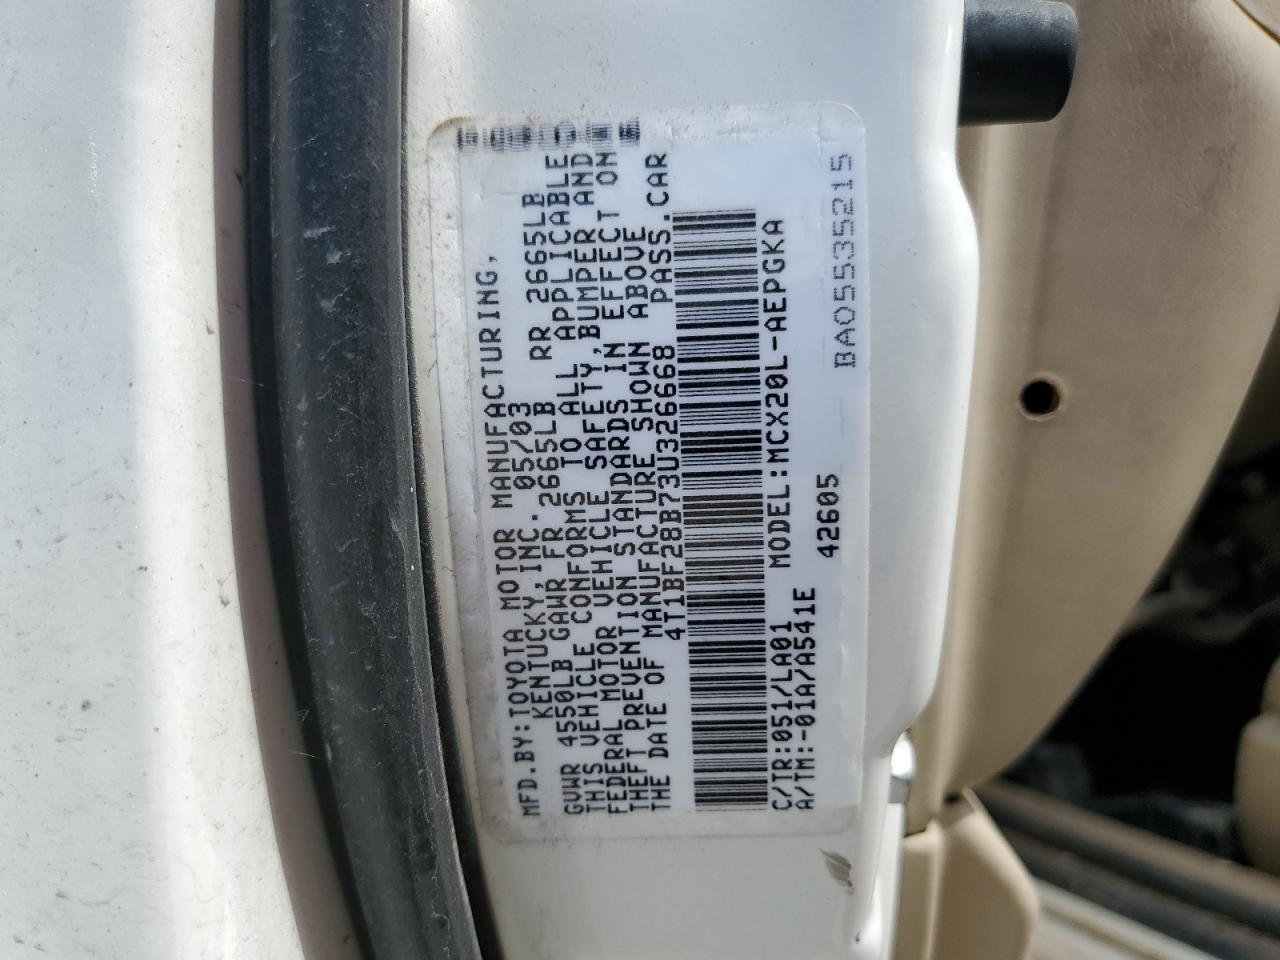 MFD.BY:TOYOTA MOTOR MANUFACTURING,
KENTUCKY,INC. 05/03
GVWR 4550LB GAWR FR 2665LB RR 2665LB
THIS VEHICLE CONFORMS TO ALL APPLICABLE
FEDERAL MOTOR VEHICLE SAFETY,BUMPER AND
THEFT PREVENTION STANDARDS IN EFFECT ON
THE DATE OF MANUFACTURE SHOWN ABOVE
4T1BF28B73U326668 PASS.CAR
C/TR:051/LA01 MODEL:MCX20L-AEPGKA
A/TM:-01A/A541E 42605
BA05535215